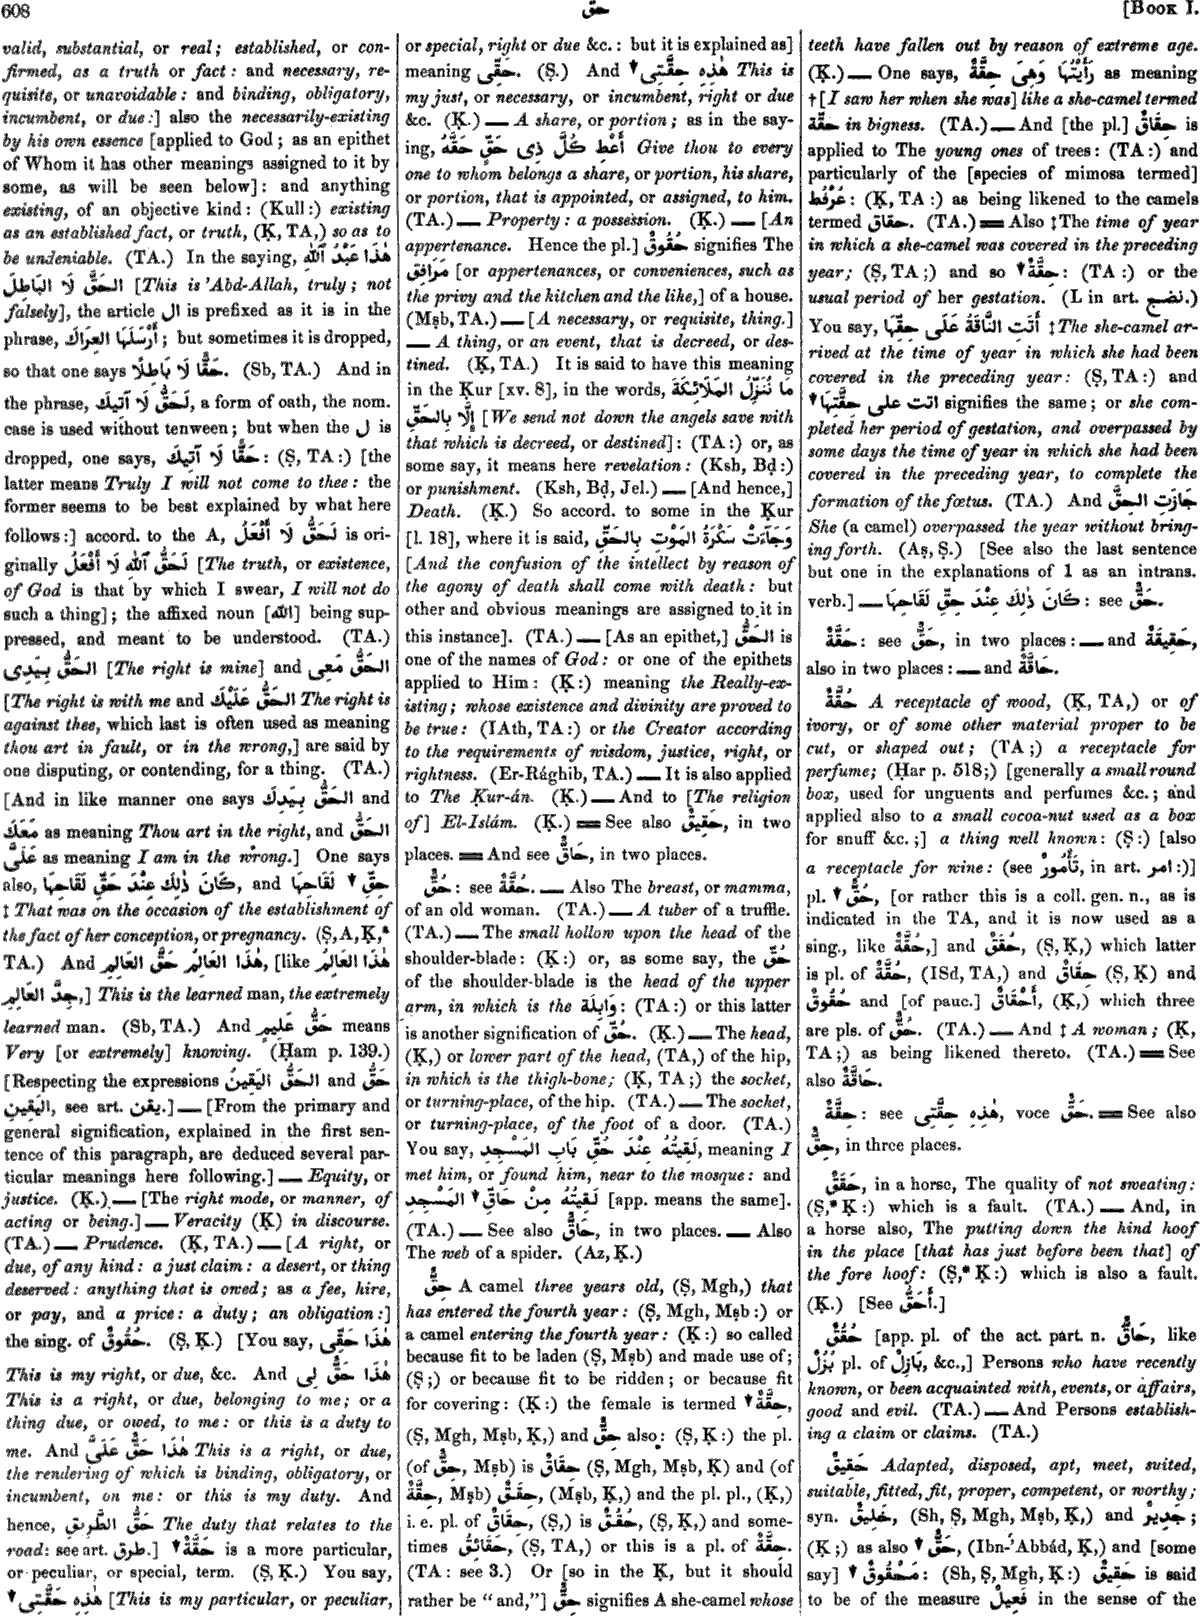 608
حق
[Book I.
valid, substantial, or real; established, or con-
firmed, as a truth or fact: and necessary, re-
quisite, or unavoidable: and binding, obligatory,
incumbent, or due:] also the necessarily-existing
by his own essence [applied to God; as an epithet
of Whom it has other meanings assigned to it by
some, as will be seen below]: and anything
existing, of an objective kind: (Kull:) existing
as an established fact, or truth, (Ḳ, TA,) so as to
be undeniable. (TA.) In the saying, هٰذَا عَبْدُ ٱللّٰهِ
الحَقَّ لَا البَاطِلَ [This is 'Abd-Allah, truly; not
falsely], the article ال is prefixed as it is in the
phrase, أَرْسَلَهَا العِرَاكَ; but sometimes it is dropped,
so that one says حَقًّا لَا بَاطِلًا. (Sb, TA.) And in
the phrase, لَحَقُّ لَا آتِيكَ, a form of oath, the nom.
case is used without tenween; but when the ل is
dropped, one says, حَقًّا لَا آتِيكَ: (Ṣ, TA:) [the
latter means Truly I will not come to thee: the
former seems to be best explained by what here
follows:] accord. to the A, لَحَقُّ لَا أَفْعَلُ is ori-
ginally لَحَقُّ ٱللّٰهِ لَا أَفْعَلُ [The truth, or existence,
of God is that by which I swear, I will not do
such a thing]; the affixed noun [الله] being sup-
pressed, and meant to be understood. (TA.)
الحَقُّ بِيَدِى [The right is mine] and الحَقُّ مَعِى
[The right is with me and الحَقُّ عَلَيْكَ The right is
against thee, which last is often used as meaning
thou art in fault, or in the wrong,] are said by
one disputing, or contending, for a thing. (TA.)
[And in like manner one says الحَقُّ بِيَدِكَ and
مَعَكَ as meaning Thou art in the right, and الحَقُّ
عَلَىَّ as meaning I am in the wrong.] One says
also, كَانَ ذٰلِكَ عِنْدَ حَقِّ لَقَاحِهَا, and حِقِّ ▾ لَقَاحِهَا
‡ That was on the occasion of the establishment of
the fact of her conception, or pregnancy. (Ṣ, A, Ḳ,*
TA.) And هٰذَا العَالِمُ حَقُّ العَالِمِ, [like هٰذَا العَالِمُ
جِدُّ العَالِمِ,] This is the learned man, the extremely
learned man. (Sb, TA.) And حَقُّ عَلِيمٍ means
Very [or extremely] knowing. (Ḥam p. 139.)
[Respecting the expressions الحَقُّ اليَقِينُ and حَقُّ
اليَقِينِ, see art. يقن.] — [From the primary and
general signification, explained in the first sen-
tence of this paragraph, are deduced several par-
ticular meanings here following.] — Equity, or
justice. (Ḳ.) — [The right mode, or manner, of
acting or being.] — Veracity (Ḳ) in discourse.
(TA.) — Prudence. (Ḳ, TA.) — [A right, or
due, of any kind: a just claim: a desert, or thing
deserved: anything that is owed; as a fee, hire,
or pay, and a price: a duty; an obligation:]
the sing. of حُقُوقٌ. (Ṣ, Ḳ.) [You say, هٰذَا حَقِّى
This is my right, or due, &c. And هٰذَا حَقٌّ لِى
This is a right, or due, belonging to me; or a
thing due, or owed, to me: or this is a duty to
me. And هٰذَا حَقٌّ عَلَىَّ This is a right, or due,
the rendering of which is binding, obligatory, or
incumbent, on me: or this is my duty. And
hence, حَقُّ الطَّرِيقِ The duty that relates to the
road: see art. طرق.] حَقَّةٌ ▾ is a more particular,
or peculiar, or special, term. (Ṣ, Ḳ.) You say,
هٰذِهِ حَقَّتِى ▾ [This is my particular, or peculiar,
or special, right or due &c.: but it is explained as]
meaning حَقِّى. (Ṣ.) And هٰذِهِ حِقَّتِى ▾ This is
my just, or necessary, or incumbent, right or due
&c. (Ḳ.) — A share, or portion; as in the say-
ing, أَعْطِ كُلَّ ذِى حَقٍّ حَقَّهُ Give thou to every
one to whom belongs a share, or portion, his share,
or portion, that is appointed, or assigned, to him.
(TA.) — Property: a possession. (Ḳ.) — [An
appertenance. Hence the pl.] حُقُوقٌ signifies The
مَرَافِق [or appertenances, or conveniences, such as
the privy and the kitchen and the like,] of a house.
(Mṣb, TA.) — [A necessary, or requisite, thing.]
— A thing, or an event, that is decreed, or des-
tined. (Ḳ, TA.) It is said to have this meaning
in the Ḳur [xv. 8], in the words, مَا نُنَزِّلُ المَلَائِكَةَ
إِلَّا بِالحَقِّ [We send not down the angels save with
that which is decreed, or destined]: (TA:) or, as
some say, it means here revelation: (Ksh, Bḍ:)
or punishment. (Ksh, Bḍ, Jel.) — [And hence,]
Death. (Ḳ.) So accord. to some in the Ḳur
[l. 18], where it is said, وَجَآءَتْ سَكْرَةُ المَوْتِ بِالحَقِّ
[And the confusion of the intellect by reason of
the agony of death shall come with death: but
other and obvious meanings are assigned to it in
this instance]. (TA.) — [As an epithet,] الحَقُّ is
one of the names of God: or one of the epithets
applied to Him: (Ḳ:) meaning the Really-ex-
isting; whose existence and divinity are proved to
be true: (IAth, TA:) or the Creator according
to the requirements of wisdom, justice, right, or
rightness. (Er-Rághib, TA.) — It is also applied
to The Ḳur-án. (Ḳ.) — And to [The religion
of] El-Islám. (Ḳ.) == See also حَقِيقٌ, in two
places. == And see حَاقٌّ, in two places.
حُقٌّ: see حُقَّةٌ. — Also The breast, or mamma,
of an old woman. (TA.) — A tuber of a truffle.
(TA.) — The small hollow upon the head of the
shoulder-blade: (Ḳ:) or, as some say, the حُقّ
of the shoulder-blade is the head of the upper
arm, in which is the وَابِلَة: (TA:) or this latter
is another signification of حُقٌّ. (Ḳ.) — The head,
(Ḳ,) or lower part of the head, (TA,) of the hip,
in which is the thigh-bone; (Ḳ, TA;) the socket,
or turning-place, of the hip. (TA.) — The socket,
or turning-place, of the foot of a door. (TA.)
You say, لَقِيتُهُ عِنْدَ حُقِّ بَابِ المَسْجِدِ, meaning I
met him, or found him, near to the mosque: and
لَقِيتُهُ مِنْ حَاقِّ ▾ المَسْجِدِ [app. means the same].
(TA.) — See also حَاقٌّ, in two places. — Also
The web of a spider. (Az, Ḳ.)
حِقٌّ A camel three years old, (Ṣ, Mgh,) that
has entered the fourth year: (Ṣ, Mgh, Mṣb:) or
a camel entering the fourth year: (Ḳ:) so called
because fit to be laden (Ṣ, Mṣb) and made use of;
(Ṣ;) or because fit to be ridden; or because fit
for covering: (Ḳ:) the female is termed حِقَّةٌ ▾,
(Ṣ, Mgh, Mṣb, Ḳ,) and حِقٌّ also: (Ṣ, Ḳ:) the pl.
(of حِقٌّ, Mṣb) is حِقَاقٌ (Ṣ, Mgh, Mṣb, Ḳ) and (of
حِقَّةٌ, Mṣb) حِقَقٌ, (Mṣb, Ḳ,) and the pl. pl., (Ḳ,)
i. e. pl. of حِقَاقٌ, (Ṣ,) is حُقُقٌ, (Ṣ, Ḳ,) and some-
times حَقَائِقُ, (Ṣ, TA,) or this is a pl. of حِقَّةٌ.
(TA: see 3.) Or [so in the Ḳ, but it should
rather be "and,"] حِقٌّ signifies A she-camel whose
teeth have fallen out by reason of extreme age.
(Ḳ.) — One says, رَأَيْتُهَا وَهِىَ حِقَّةٌ as meaning
† [I saw her when she was] like a she-camel termed
حِقَّة in bigness. (TA.) — And [the pl.] حِقَاقٌ is
applied to The young ones of trees: (TA:) and
particularly of the [species of mimosa termed]
عُرْفُط: (Ḳ, TA:) as being likened to the camels
termed حِقَاق. (TA.) == Also ‡ The time of year
in which a she-camel was covered in the preceding
year; (Ṣ, TA;) and so حِقَّةٌ ▾: (TA:) or the
usual period of her gestation. (L in art. نضج.)
You say, أَتَتِ النَّاقَةُ عَلَى حِقِّهَا ‡ The she-camel ar-
rived at the time of year in which she had been
covered in the preceding year: (Ṣ, TA:) and
اتت على حِقَّتِهَا ▾ signifies the same; or she com-
pleted her period of gestation, and overpassed by
some days the time of year in which she had been
covered in the preceding year, to complete the
formation of the fœtus. (TA.) And جَازَتِ الحِقَّ
She (a camel) overpassed the year without bring-
ing forth. (Aṣ, Ṣ.) [See also the last sentence
but one in the explanations of 1 as an intrans.
verb.] — كَانَ ذٰلِكَ عِنْدَ حِقِّ لَقَاحِهَا: see حَقٌّ.
حَقَّةٌ: see حَقٌّ, in two places: — and حَقِيقَةٌ,
also in two places: — and حَاقَّةٌ.
حُقَّةٌ A receptacle of wood, (Ḳ, TA,) or of
ivory, or of some other material proper to be
cut, or shaped out; (TA;) a receptacle for
perfume; (Ḥar p. 518;) [generally a small round
box, used for unguents and perfumes &c.; and
applied also to a small cocoa-nut used as a box
for snuff &c.;] a thing well known: (Ṣ:) [also
a receptacle for wine: (see تَأْمُورٌ, in art. امر:)]
pl. حُقٌّ ▾, [or rather this is a coll. gen. n., as is
indicated in the TA, and it is now used as a
sing., like حُقَّةٌ,] and حُقَقٌ, (Ṣ, Ḳ,) which latter
is pl. of حُقَّةٌ, (ISd, TA,) and حِقَاقٌ (Ṣ, Ḳ) and
حُقُوقٌ and [of pauc.] أَحْقَاقٌ, (Ḳ,) which three
are pls. of حُقٌّ. (TA.) — And ‡ A woman; (Ḳ,
TA;) as being likened thereto. (TA.) == See
also حَاقَّةٌ.
حِقَّةٌ: see هٰذِهِ حِقَّتِى, voce حَقٌّ. == See also
حِقٌّ, in three places.
حَقَقٌ, in a horse, The quality of not sweating:
(Ṣ,* Ḳ:) which is a fault. (TA.) — And, in
a horse also, The putting down the hind hoof
in the place [that has just before been that] of
the fore hoof: (Ṣ,* Ḳ:) which is also a fault.
(Ḳ.) [See أَحَقُّ.]
حُقُقٌ [app. pl. of the act. part. n. حَاقٌّ, like
بُزُلٌ pl. of بَازِلٌ, &c.,] Persons who have recently
known, or been acquainted with, events, or affairs,
good and evil. (TA.) — And Persons establish-
ing a claim or claims. (TA.)
حَقِيقٌ Adapted, disposed, apt, meet, suited,
suitable, fitted, fit, proper, competent, or worthy;
syn. خَلِيقٌ, (Sh, Ṣ, Mgh, Mṣb, Ḳ,) and جَدِيرٌ;
(Ḳ;) as also حَقٌّ ▾, (Ibn-'Abbád, Ḳ,) and [some
say] مَحْقُوقٌ ▾: (Sh, Ṣ, Mgh, Ḳ:) حَقِيقٌ is said
to be of the measure فَعِيلٌ in the sense of the